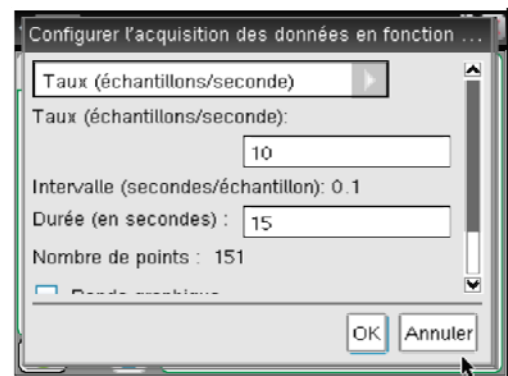 Configurer l'acquisition des données en fonction ...
Taux (échantillons/seconde)
Taux (échantillons/seconde):
10
Intervalle (secondes/échantillon): 0.1
Durée (en secondes) : 15
Nombre de points : 151
OK Annuler